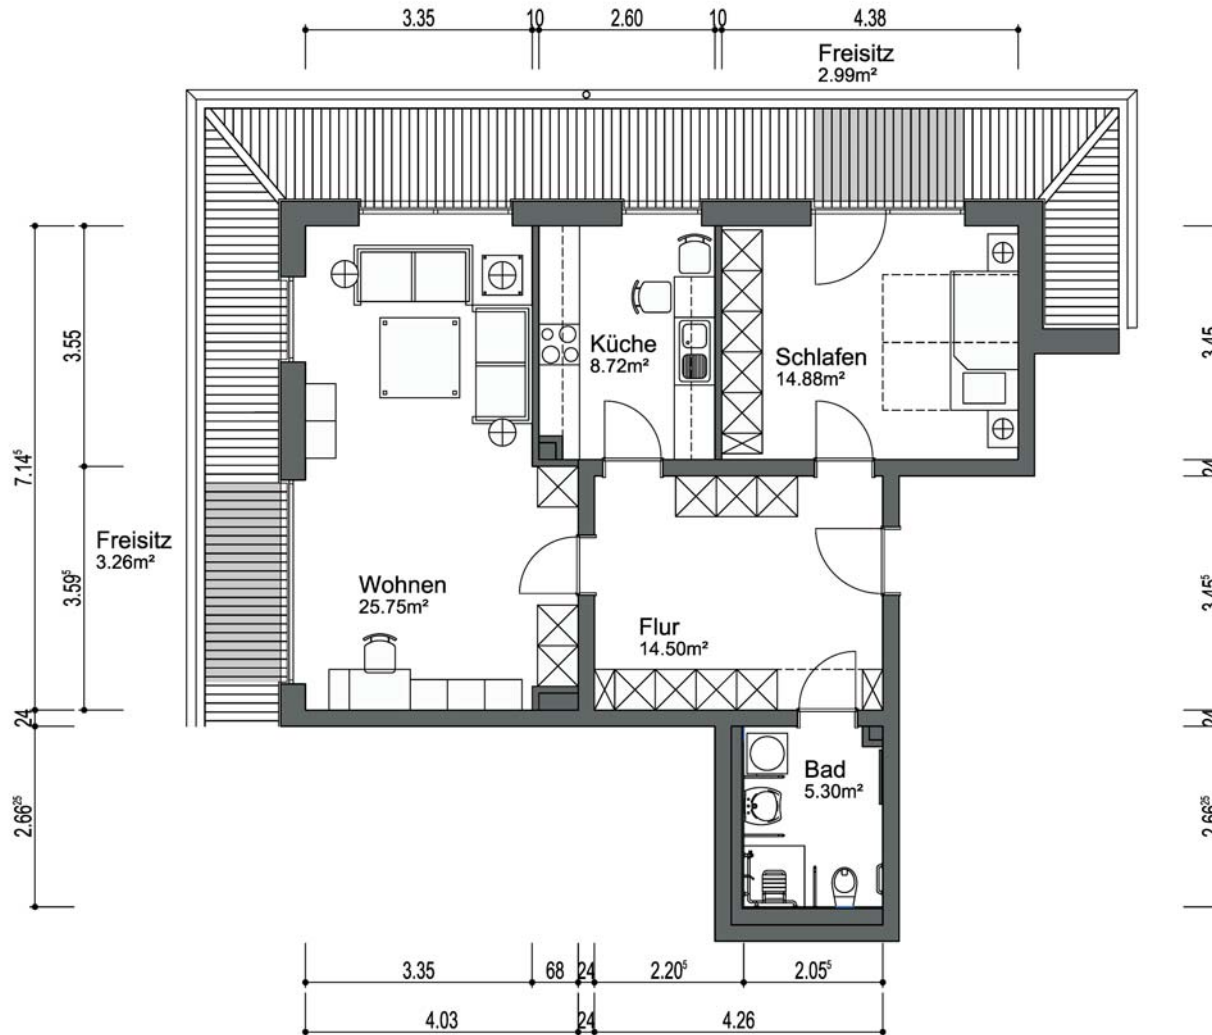 3.35 10 2.60 10 4.38
Freisitz
2.99m²
3.55
7.14⁵
3.59⁵
24
2.66²⁵
Freisitz
3.26m²
Küche
8.72m²
Schlafen
14.88m²
Wohnen
25.75m²
Flur
14.50m²
Bad
5.30m²
3.45
24
3.45⁵
24
2.66²⁵
3.35 68 24 2.20⁵ 2.05⁵
4.03 24 4.26